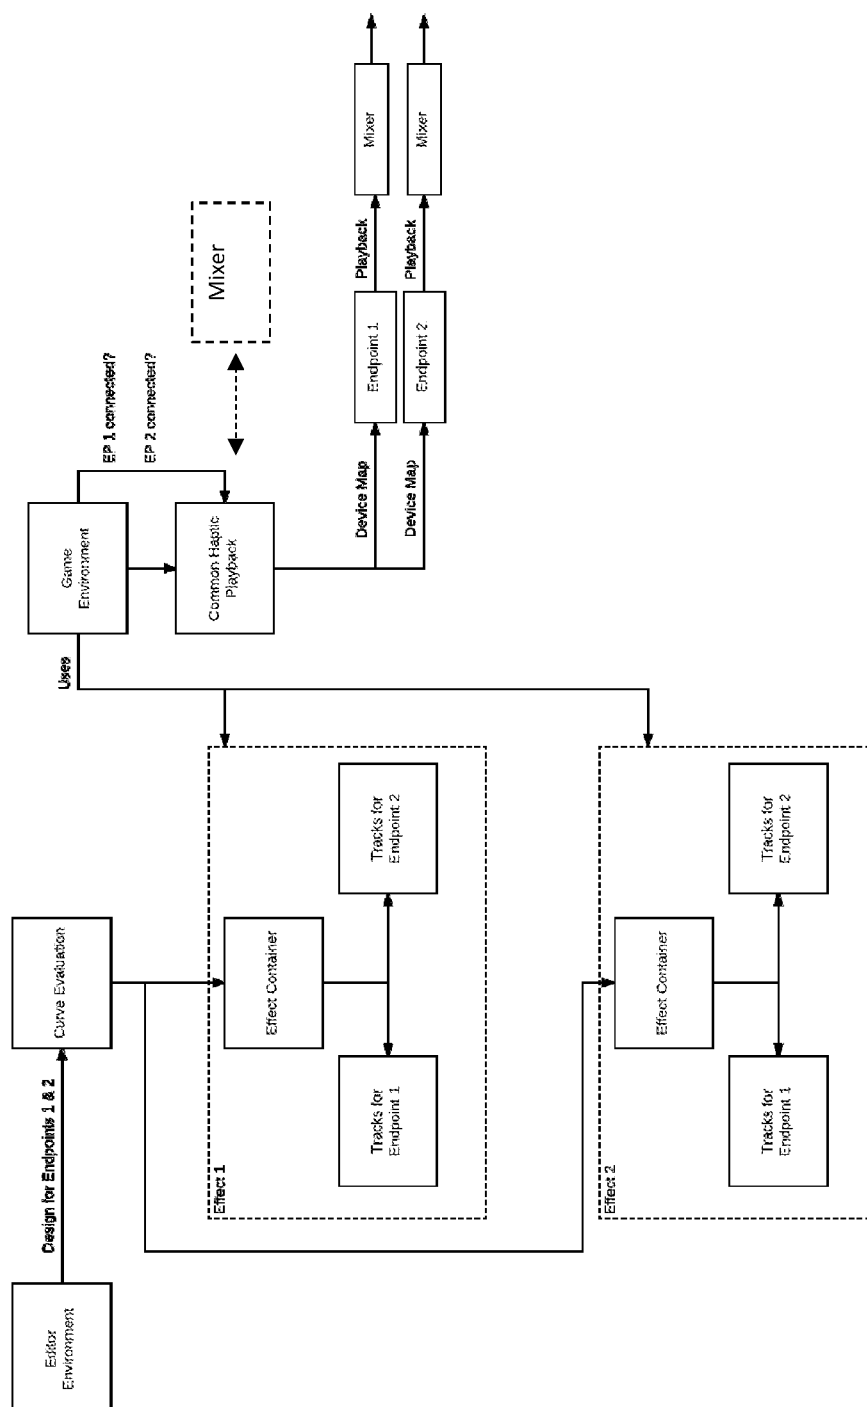 Editor
Environment
Design for Endpoints 1 & 2
Curve Evaluation
Effect 1
Effect Container
Tracks for
Endpoint 1
Tracks for
Endpoint 2
Effect 2
Effect Container
Tracks for
Endpoint 1
Tracks for
Endpoint 2
Uses
Game
Environment
EP 1 connected?
EP 2 connected?
Common Haptic
Playback
Mixer
Device Map
Endpoint 1
Playback
Mixer
Device Map
Endpoint 2
Playback
Mixer